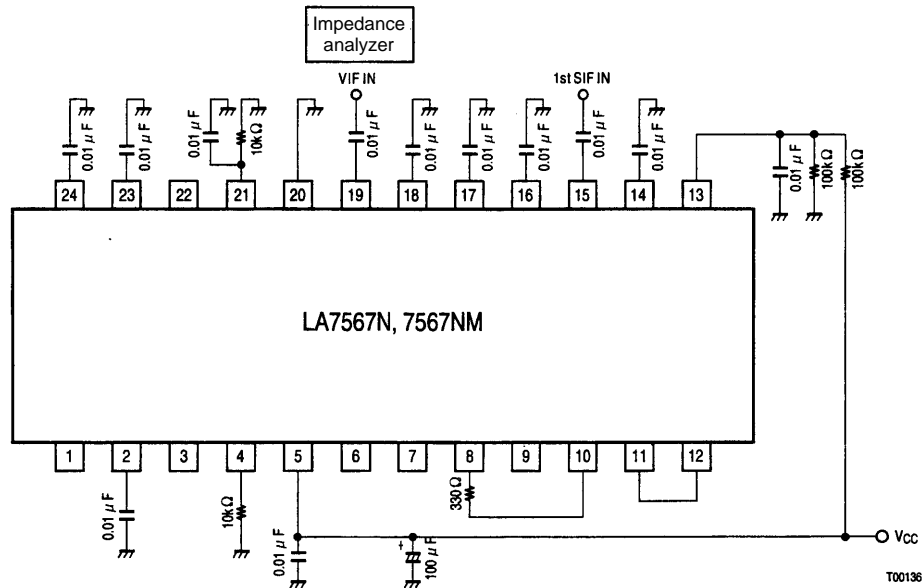 Impedance
analyzer
VIF IN
1st SIF IN
0.01 μF
0.01 μF
0.01 μF
10kΩ
0.01 μF
0.01 μF
0.01 μF
0.01 μF
0.01 μF
0.01 μF
0.01 μF
100kΩ
100kΩ
24 23 22 21 20 19 18 17 16 15 14 13
LA7567N, 7567NM
1 2 3 4 5 6 7 8 9 10 11 12
0.01 μF
10kΩ
0.01 μF
+
100 μF
330Ω
VCC
T00136